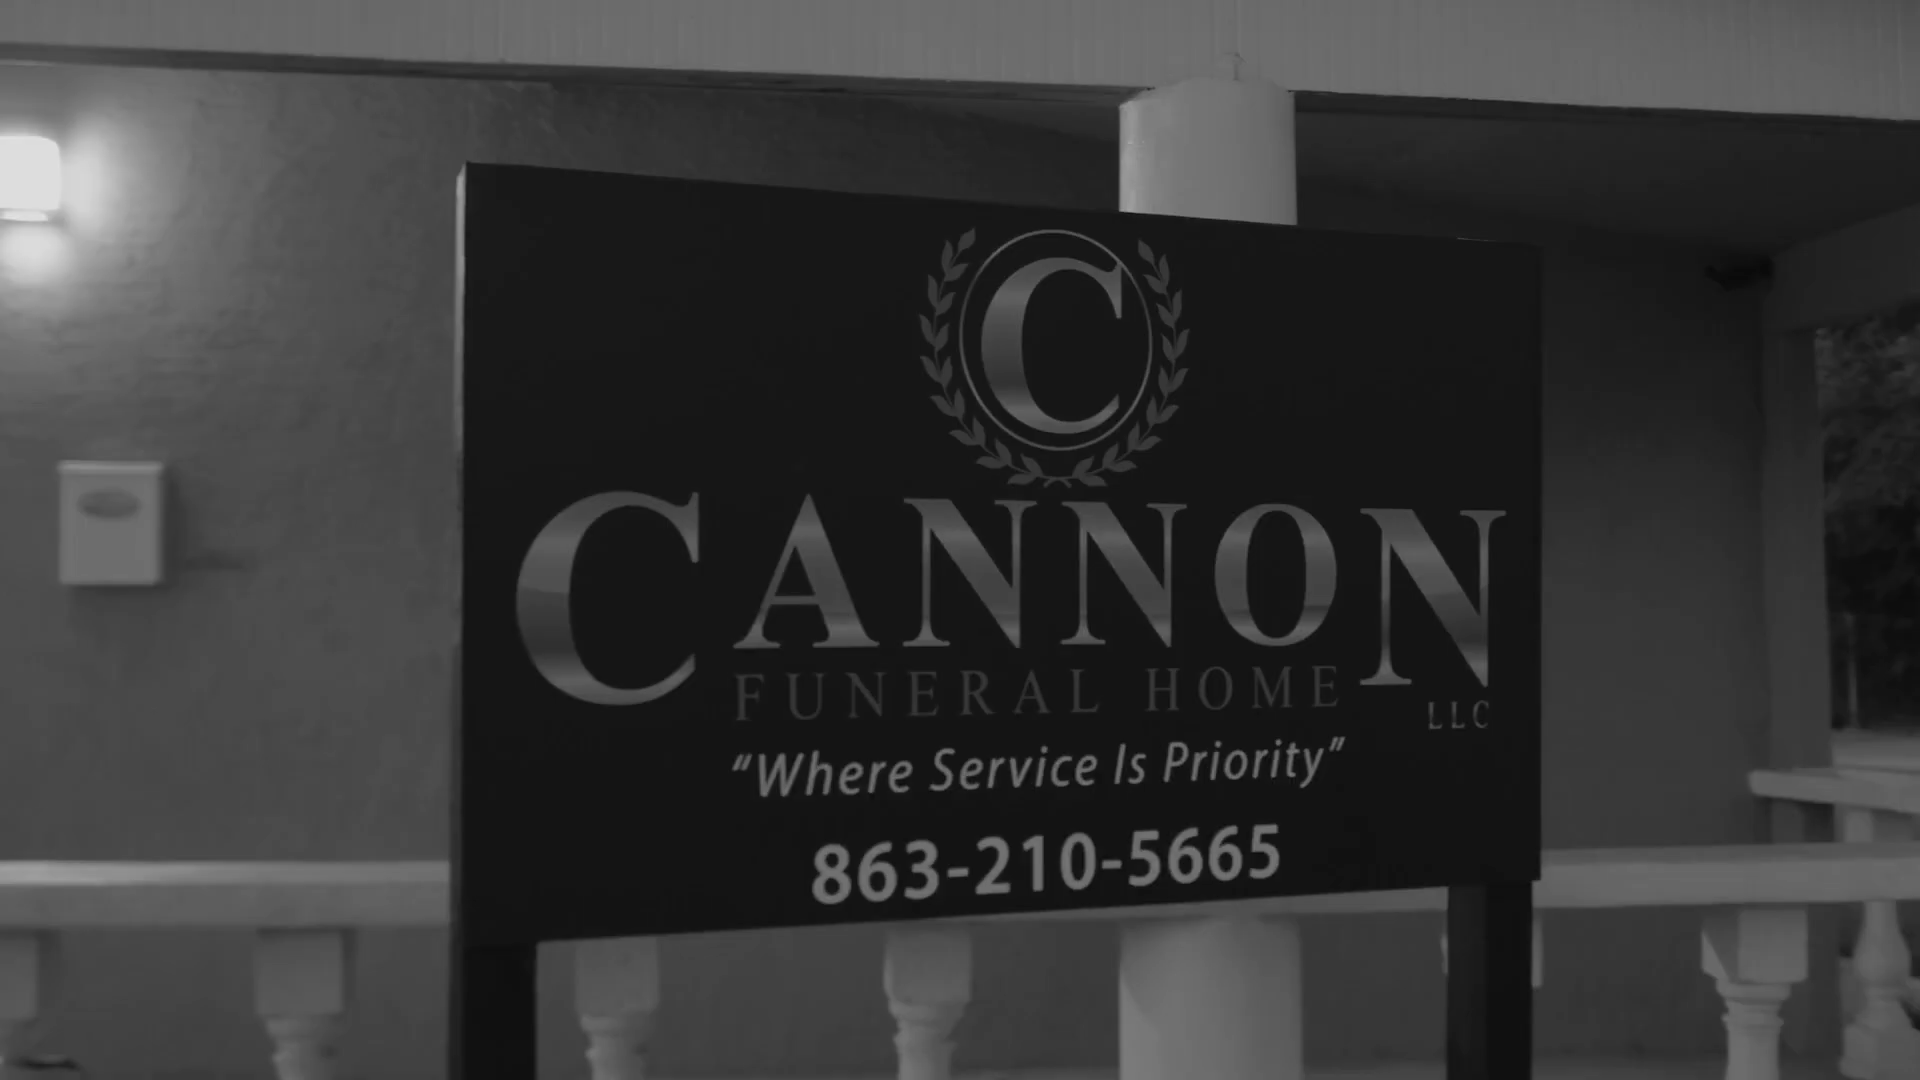 C
CANNON
FUNERAL HOME
LLC
“Where Service Is Priority”
863-210-5665